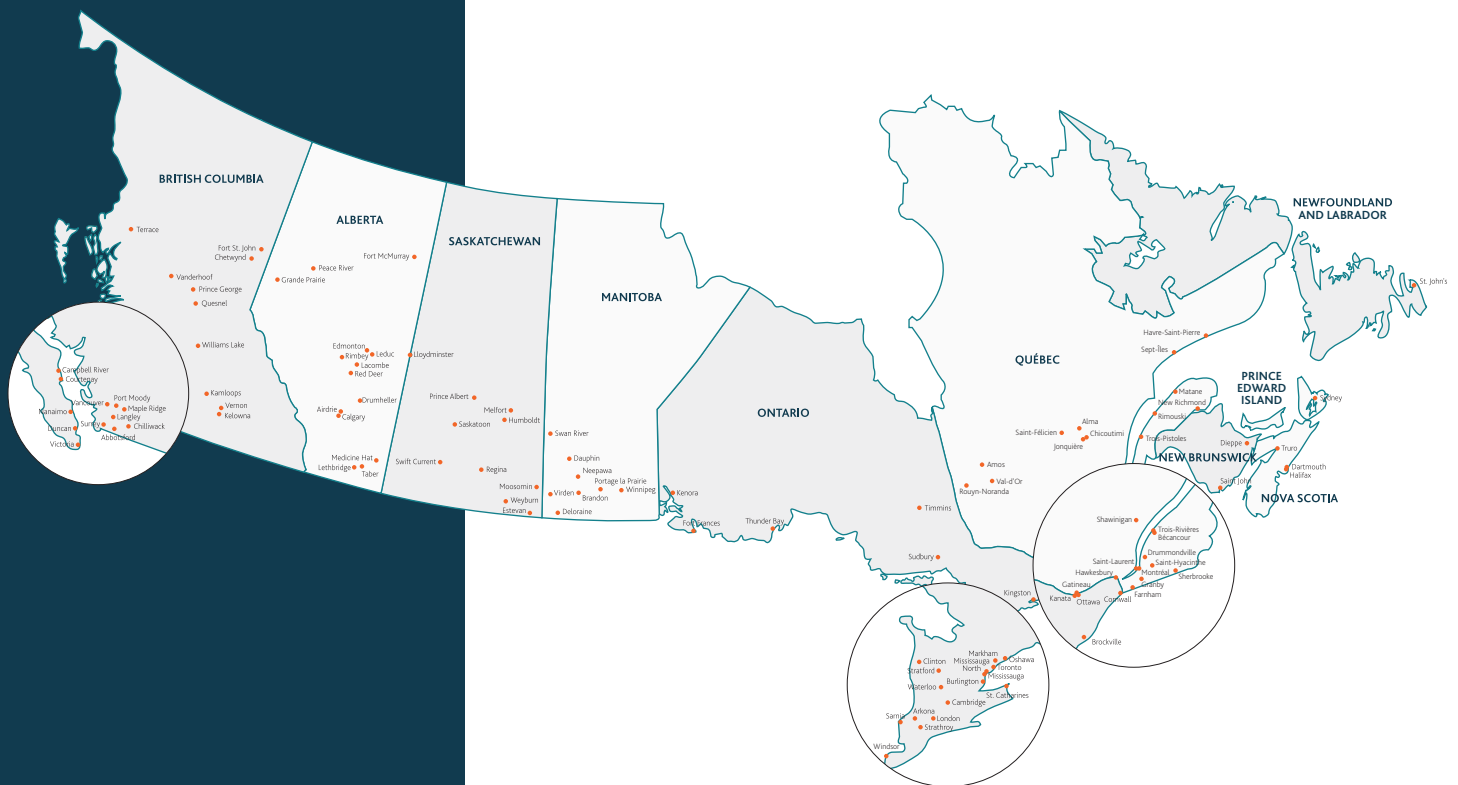 BRITISH COLUMBIA
Terrace
Fort St. John
Chetwynd
Vanderhoof
Prince George
Quesnel
Williams Lake
Kamloops
Vernon
Kelowna
Campbell River
Courtenay
Port Moody
Vancouver
Maple Ridge
Nanaimo
Langley
Surrey
Chilliwack
Duncan
Abbotsford
Victoria
ALBERTA
Fort McMurray
Peace River
Grande Prairie
Edmonton
Leduc
Rimbey
Lacombe
Red Deer
Drumheller
Airdrie
Calgary
Medicine Hat
Lethbridge
Taber
SASKATCHEWAN
Lloydminster
Prince Albert
Melfort
Humboldt
Saskatoon
Swift Current
Regina
Moosomin
Weyburn
Estevan
MANITOBA
Swan River
Dauphin
Neepawa
Portage la Prairie
Virden
Brandon
Winnipeg
Deloraine
ONTARIO
Kenora
Fort Frances
Thunder Bay
Timmins
Sudbury
Kingston
Clinton
Stratford
Waterloo
Markham
Oshawa
Mississauga
North
Toronto
Mississauga
Burlington
St. Catharines
Cambridge
Arkona
Sarnia
London
Strathroy
Windsor
QUÉBEC
Havre-Saint-Pierre
Sept-Îles
Matane
New Richmond
Rimouski
Alma
Saint-Félicien
Chicoutimi
Jonquière
Trois-Pistoles
Amos
Val-d'Or
Rouyn-Noranda
Shawinigan
Trois-Rivières
Bécancour
Drummondville
Saint-Laurent
Saint-Hyacinthe
Hawkesbury
Montréal
Sherbrooke
Gatineau
Granby
Farnham
Kanata
Ottawa
Cornwall
Brockville
NEWFOUNDLAND
AND LABRADOR
St. John's
PRINCE
EDWARD
ISLAND
Sydney
NEW BRUNSWICK
Dieppe
Saint John
Truro
Dartmouth
Halifax
NOVA SCOTIA